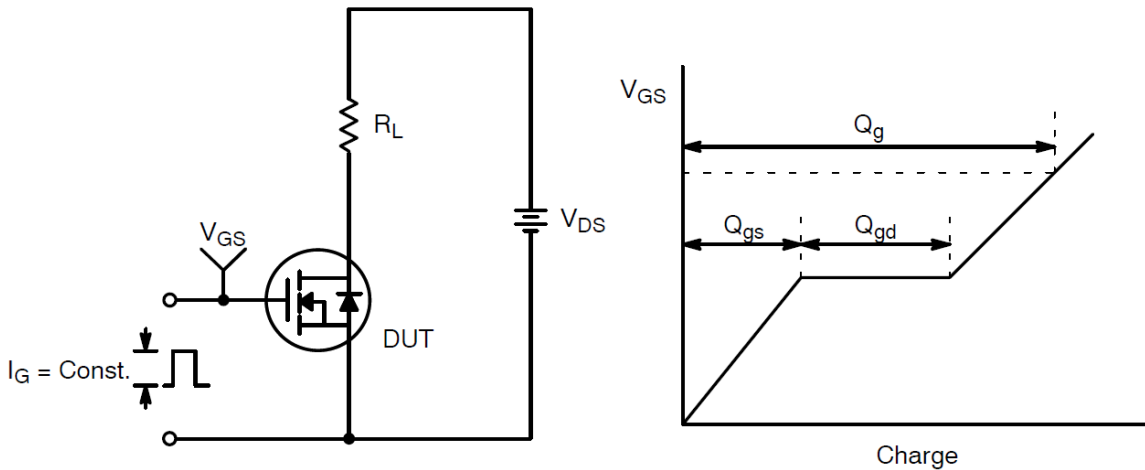 R_L
V_GS
V_DS
DUT
I_G = Const.
V_GS
Q_g
Q_gs
Q_gd
Charge